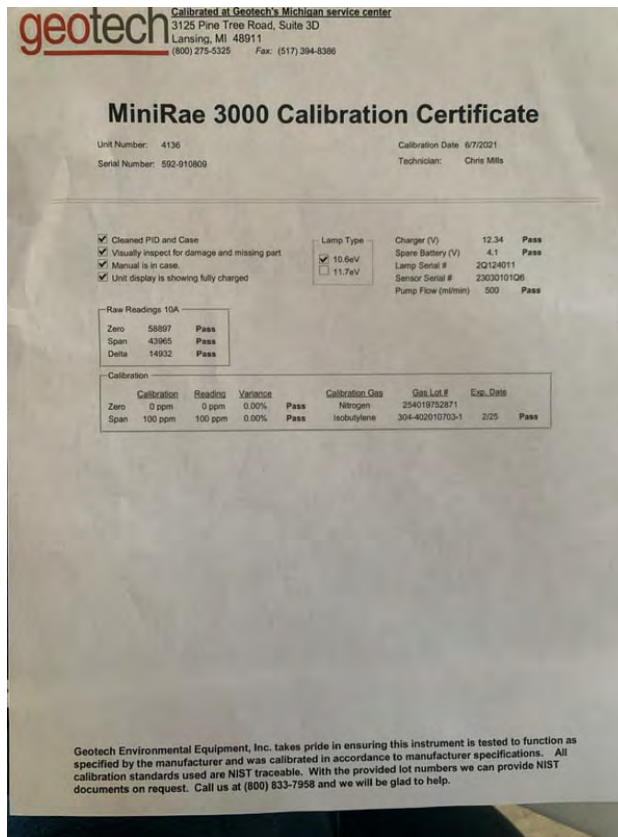 geotech
Calibrated at Geotech's Michigan service center
3125 Pine Tree Road, Suite 3D
Lansing, MI 48911
(800) 275-5325 Fax: (517) 394-8386
MiniRae 3000 Calibration Certificate
Unit Number: 4136 Calibration Date 6/7/2021
Serial Number: 592-910809 Technician: Chris Mills
Cleaned PID and Case
Visually inspect for damage and missing part
Manual is in case.
Unit display is showing fully charged
Lamp Type
10.6eV
11.7eV
Charger (V) 12.34 Pass
Spare Battery (V) 4.1 Pass
Lamp Serial # 2Q124011
Sensor Serial # 23030101Q6
Pump Flow (ml/min) 500 Pass
Raw Readings 10A
Zero 58897 Pass
Span 43965 Pass
Delta 14932 Pass
Calibration
Calibration Reading Variance Calibration Gas Gas Lot # Exp. Date
Zero 0 ppm 0 ppm 0.00% Pass Nitrogen 254019752871
Span 100 ppm 100 ppm 0.00% Pass Isobutylene 304-402010703-1 2/25 Pass
Geotech Environmental Equipment, Inc. takes pride in ensuring this instrument is tested to function as
specified by the manufacturer and was calibrated in accordance to manufacturer specifications. All
calibration standards used are NIST traceable. With the provided lot numbers we can provide NIST
documents on request. Call us at (800) 833-7958 and we will be glad to help.